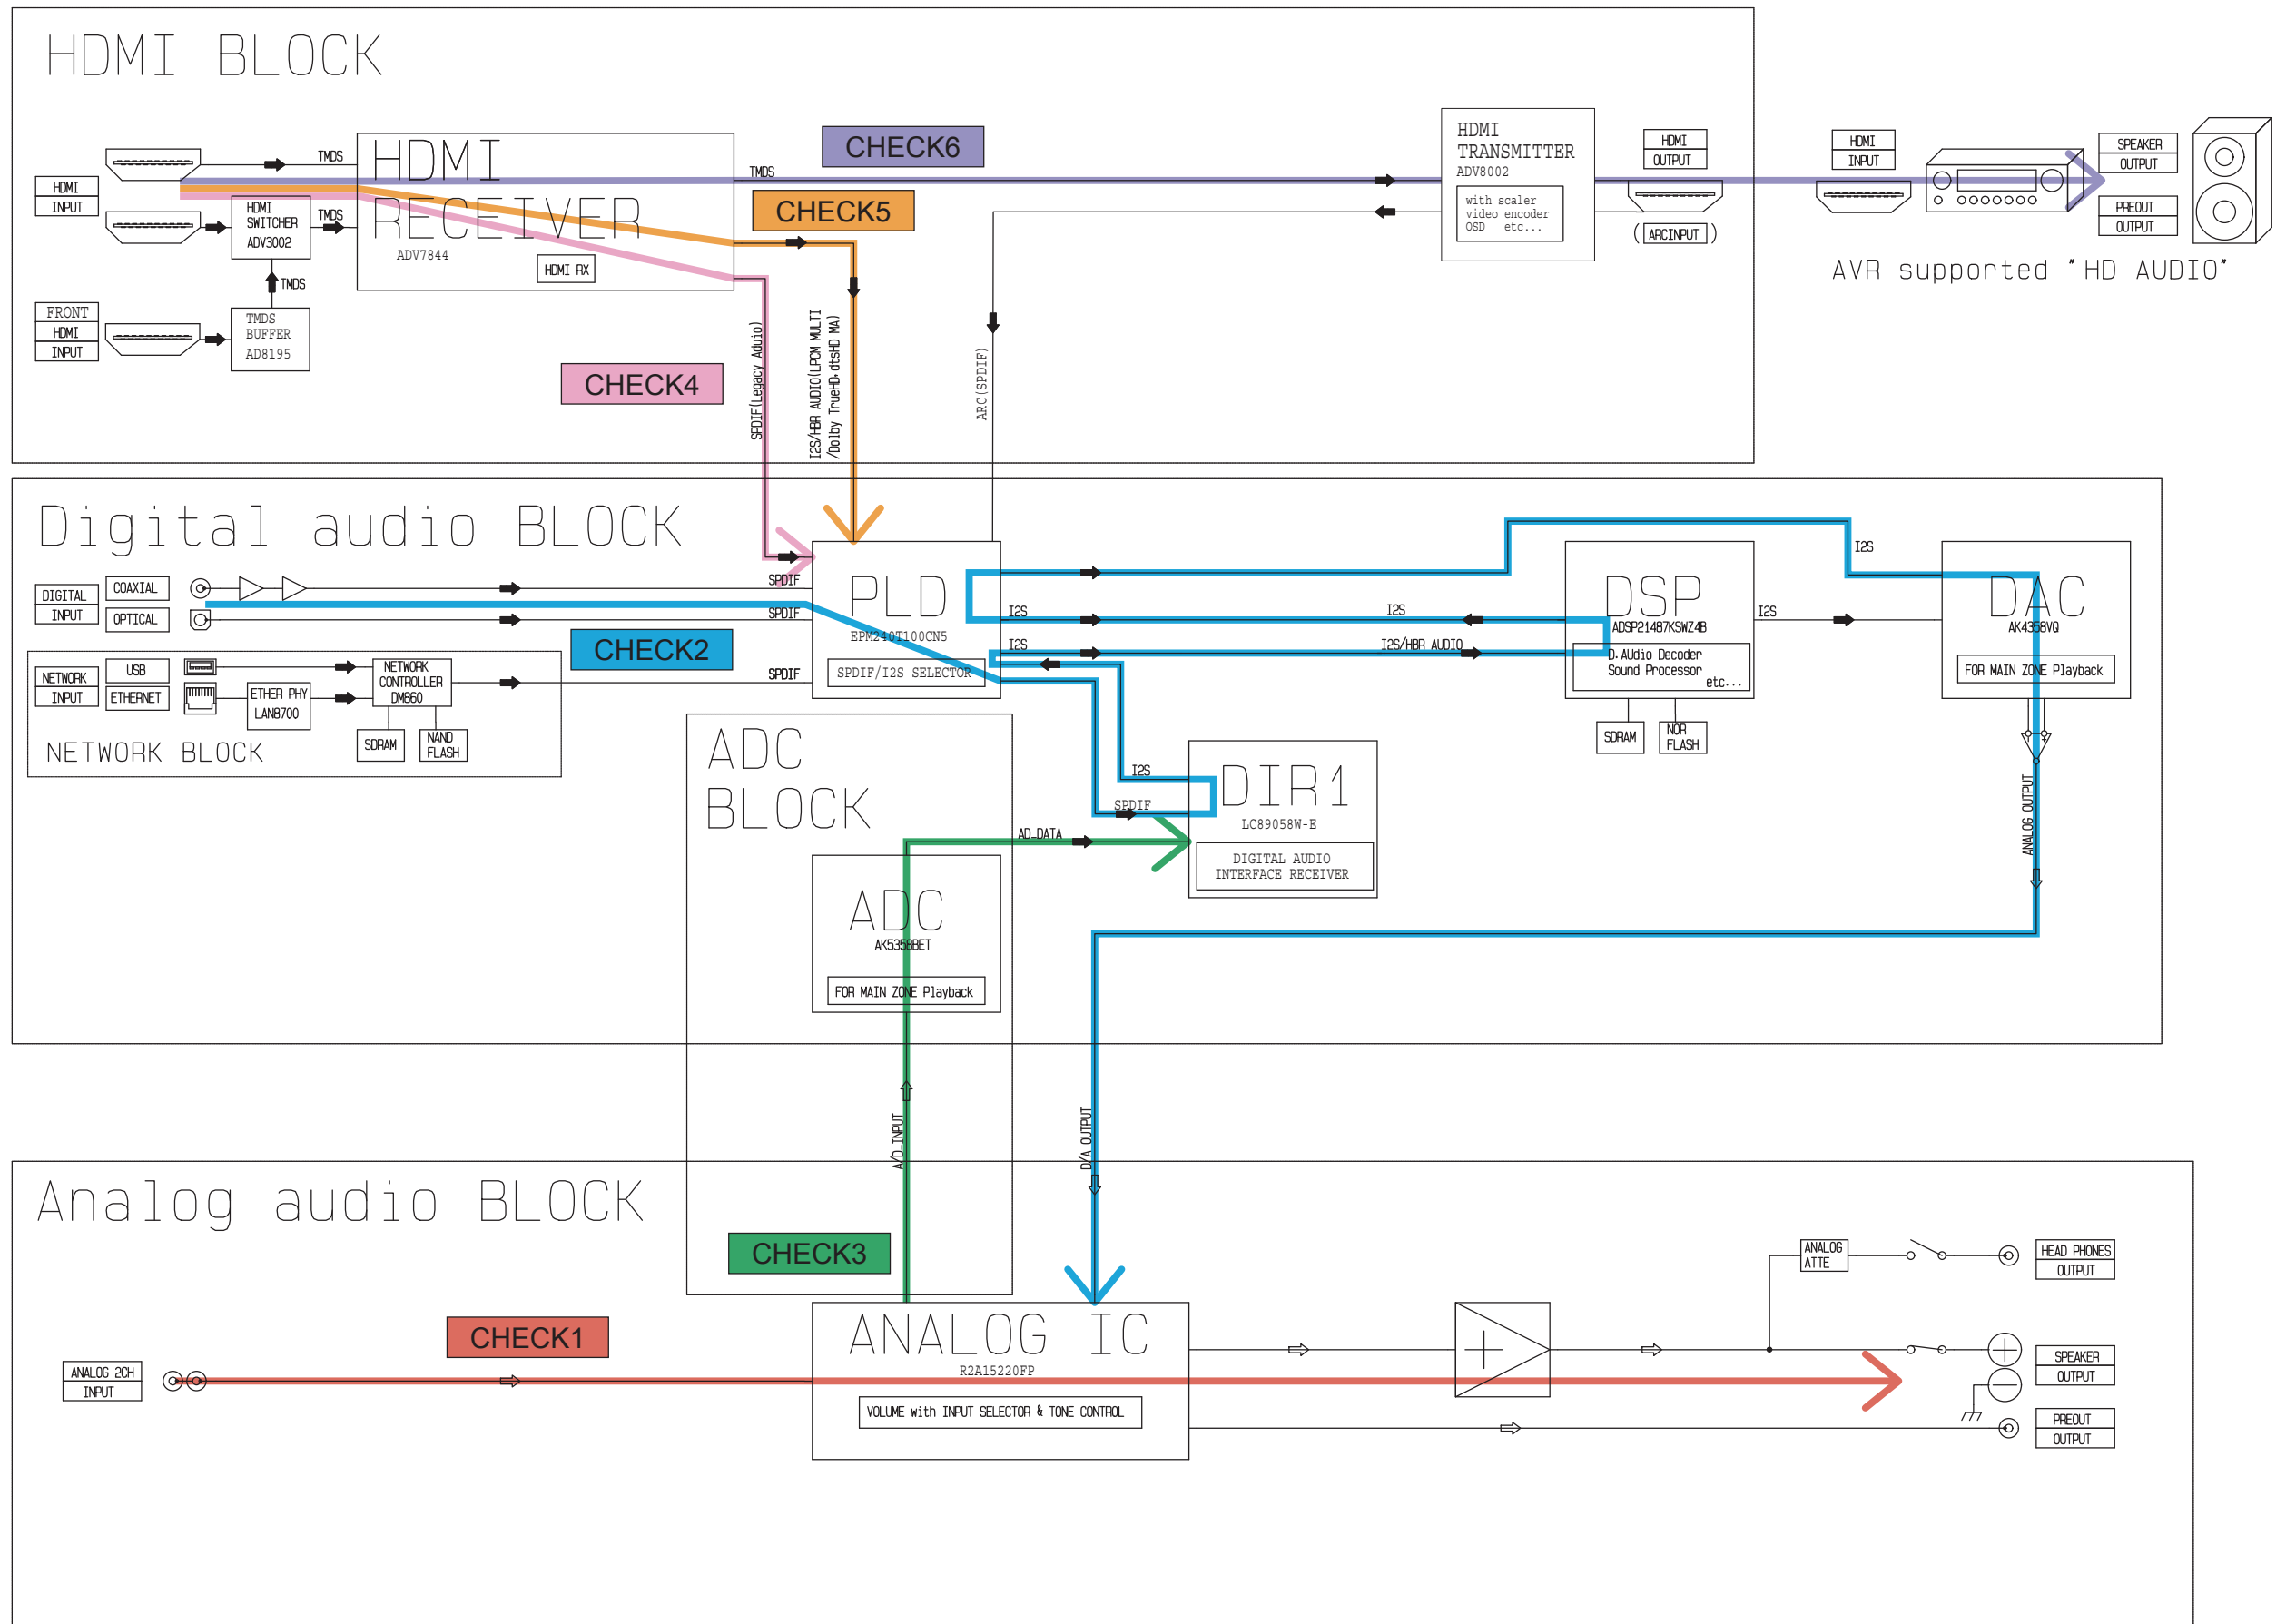 HDMI BLOCK
CHECK6
HDMI
INPUT
TMDS
HDMI
RECEIVER
ADV7844
HDMI RX
HDMI
SWITCHER
ADV3002
TMDS
TMDS
FRONT
HDMI
INPUT
TMDS
BUFFER
AD8195
TMDS
CHECK5
CHECK4
SPDIF(Legacy Aduio)
I2S/HBR AUDIO(LPCM MULTI
/Dolby TrueHD,dtsHD MA)
ARC(SPDIF)
HDMI
TRANSMITTER
ADV8002
with scaler
video encoder
OSD etc...
HDMI
OUTPUT
( ARCINPUT )
HDMI
INPUT
SPEAKER
OUTPUT
PREOUT
OUTPUT
AVR supported "HD AUDIO"
Digital audio BLOCK
DIGITAL
INPUT
COAXIAL
OPTICAL
SPDIF
SPDIF
CHECK2
NETWORK
INPUT
USB
ETHERNET
ETHER PHY
LAN8700
NETWORK
CONTROLLER
DM860
SDRAM
NAND
FLASH
NETWORK BLOCK
SPDIF
PLD
EPM240T100CN5
SPDIF/I2S SELECTOR
I2S
I2S
I2S
I2S/HBR AUDIO
DSP
ADSP21487KSWZ4B
D.AUdio Decoder
Sound Processor
etc...
SDRAM
NOR
FLASH
I2S
I2S
DAC
AK4358VQ
FOR MAIN ZONE Playback
ANALOG OUTPUT
ADC
BLOCK
I2S
SPDIF
DIR1
LC89058W-E
DIGITAL AUDIO
INTERFACE RECEIVER
AD_DATA
ADC
AK5358BET
FOR MAIN ZONE Playback
A/D_INPUT
D/A_OUTPUT
Analog audio BLOCK
CHECK3
CHECK1
ANALOG 2CH
INPUT
ANALOG IC
R2A15220FP
VOLUME with INPUT SELECTOR & TONE CONTROL
ANALOG
ATTE
HEAD PHONES
OUTPUT
SPEAKER
OUTPUT
PREOUT
OUTPUT